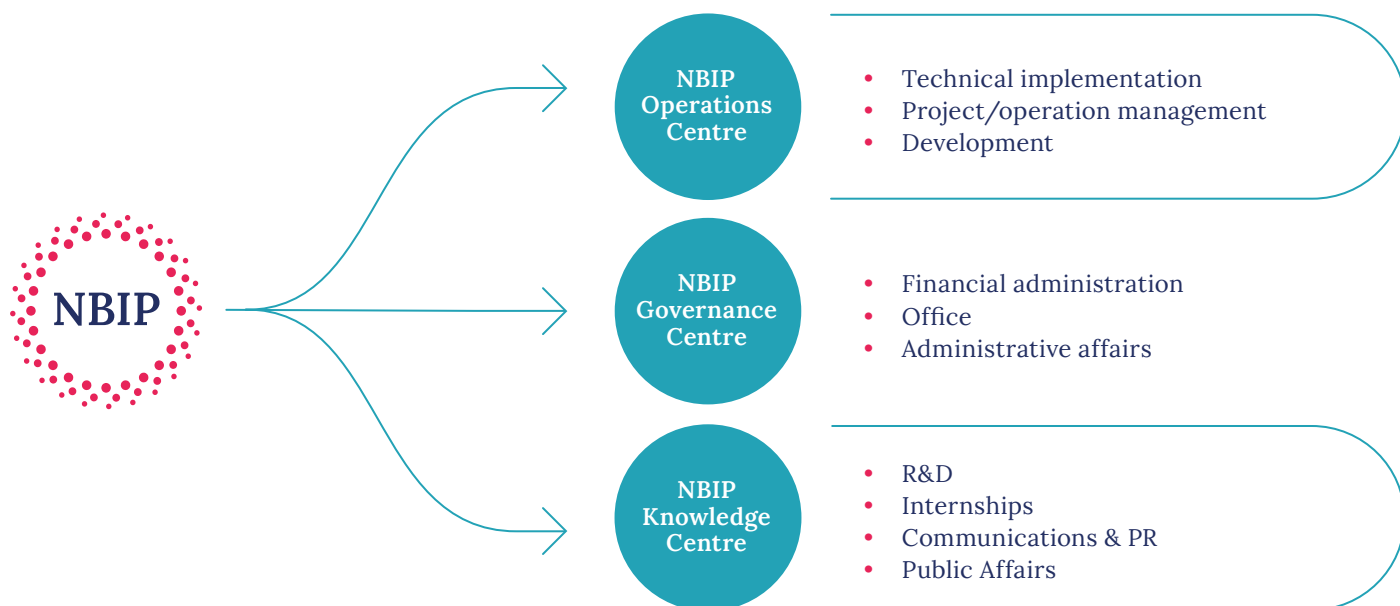 NBIP
NBIP
Operations
Centre
• Technical implementation
• Project/operation management
• Development
NBIP
Governance
Centre
• Financial administration
• Office
• Administrative affairs
NBIP
Knowledge
Centre
• R&D
• Internships
• Communications & PR
• Public Affairs